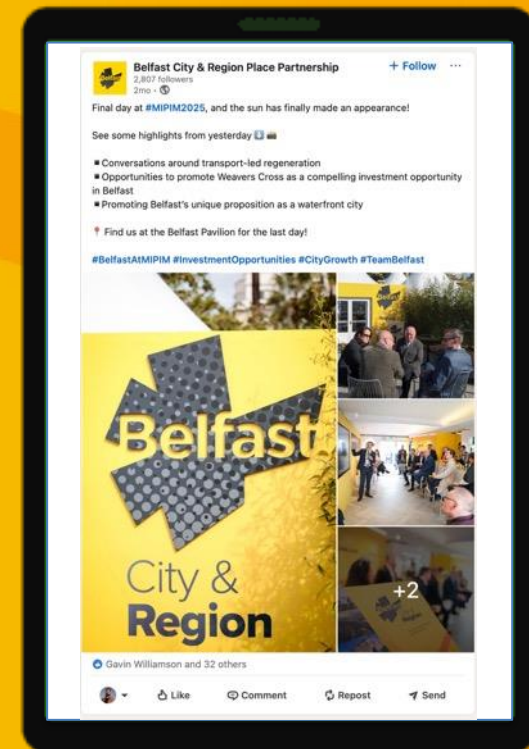 Belfast City & Region Place Partnership
+ Follow ...
2,807 followers
2mo •
Final day at #MIPIM2025, and the sun has finally made an appearance!
See some highlights from yesterday ⬇️ 📸
▪ Conversations around transport-led regeneration
▪ Opportunities to promote Weavers Cross as a compelling investment opportunity
in Belfast
▪ Promoting Belfast's unique proposition as a waterfront city
📍 Find us at the Belfast Pavilion for the last day!
#BelfastAtMIPIM #InvestmentOpportunities #CityGrowth #TeamBelfast
Belfast
City &
Region
+2
Gavin Williamson and 32 others
Like
Comment
Repost
Send